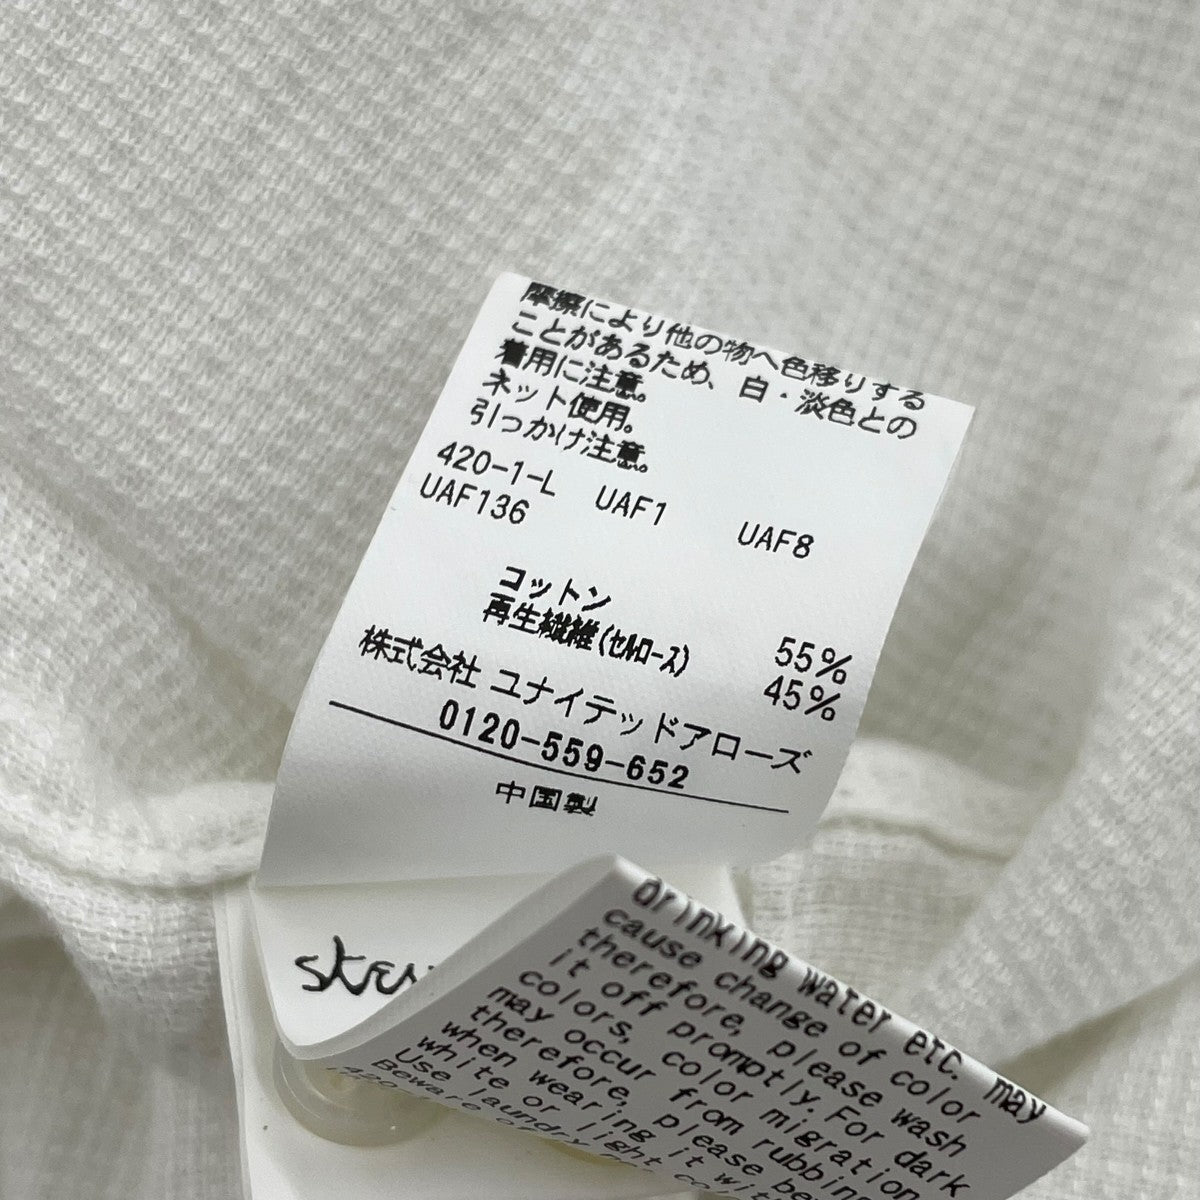 摩擦により他の物へ色移りする
ことがあるため、白・淡色との
着用に注意。
ネット使用。
引っかけ注意。
420-1-L UAF1 UAF8
UAF136
コットン 55%
再生繊維(セルロース) 45%
株式会社 ユナイテッドアローズ
0120-559-652
中国製
drinking water etc. may
cause change of color
therefore, please wash
it off promptly. For dark
colors, color migration
may occur from rubbing
therefore, please
when wearing it with
white or light
Use laundry
Beware of